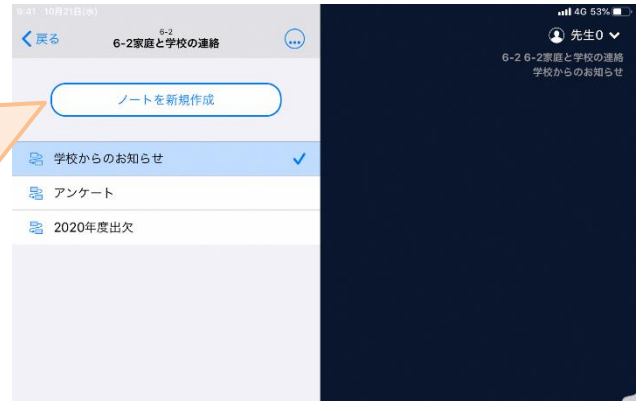 9:41 10月21日(水)
4G 53%
戻る
6-2
6-2家庭と学校の連絡
先生0
6-2 6-2家庭と学校の連絡
学校からのお知らせ
ノートを新規作成
学校からのお知らせ
アンケート
2020年度出欠